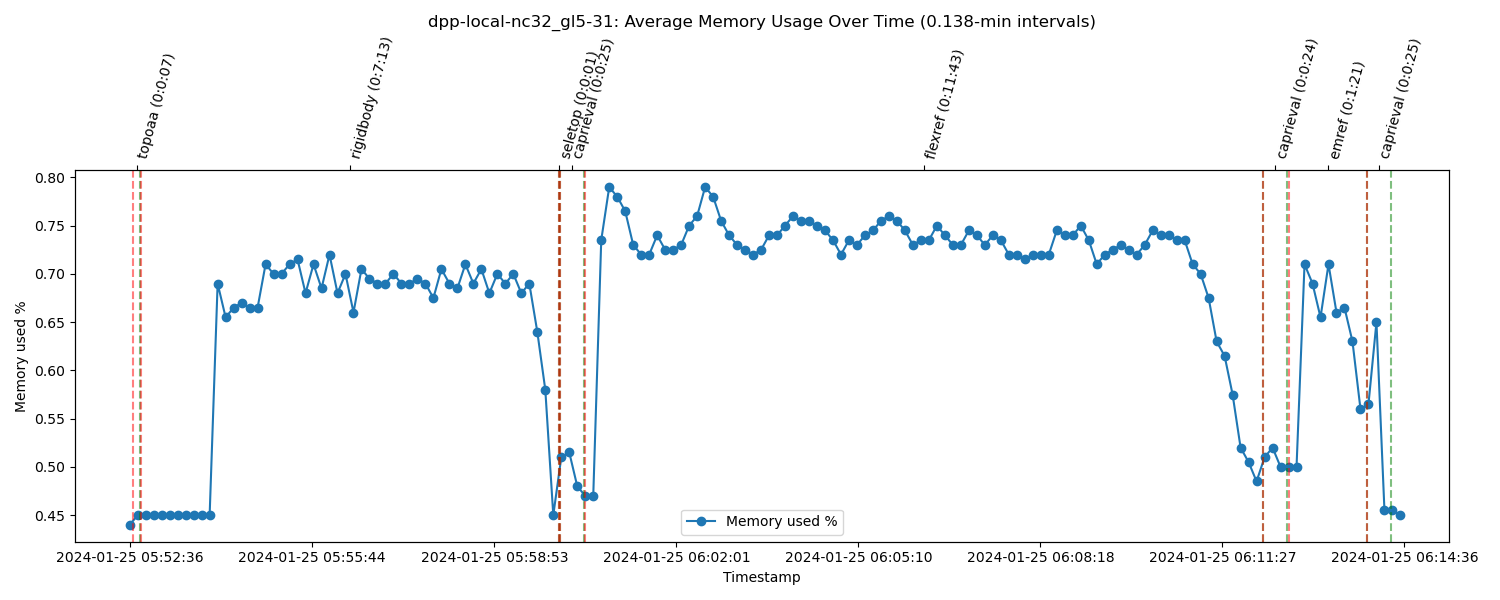 dpp-local-nc32_gl5-31: Average Memory Usage Over Time (0.138-min intervals)
topoaa (0:0:07)
rigidbody (0:7:13)
seletop (0:0:01)
caprieval (0:0:25)
flexref (0:11:43)
caprieval (0:0:24)
emref (0:1:21)
caprieval (0:0:25)
Memory used %
0.80
0.75
0.70
0.65
0.60
0.55
0.50
0.45
Memory used %
2024-01-25 05:52:36
2024-01-25 05:55:44
2024-01-25 05:58:53
2024-01-25 06:02:01
2024-01-25 06:05:10
2024-01-25 06:08:18
2024-01-25 06:11:27
2024-01-25 06:14:36
Timestamp